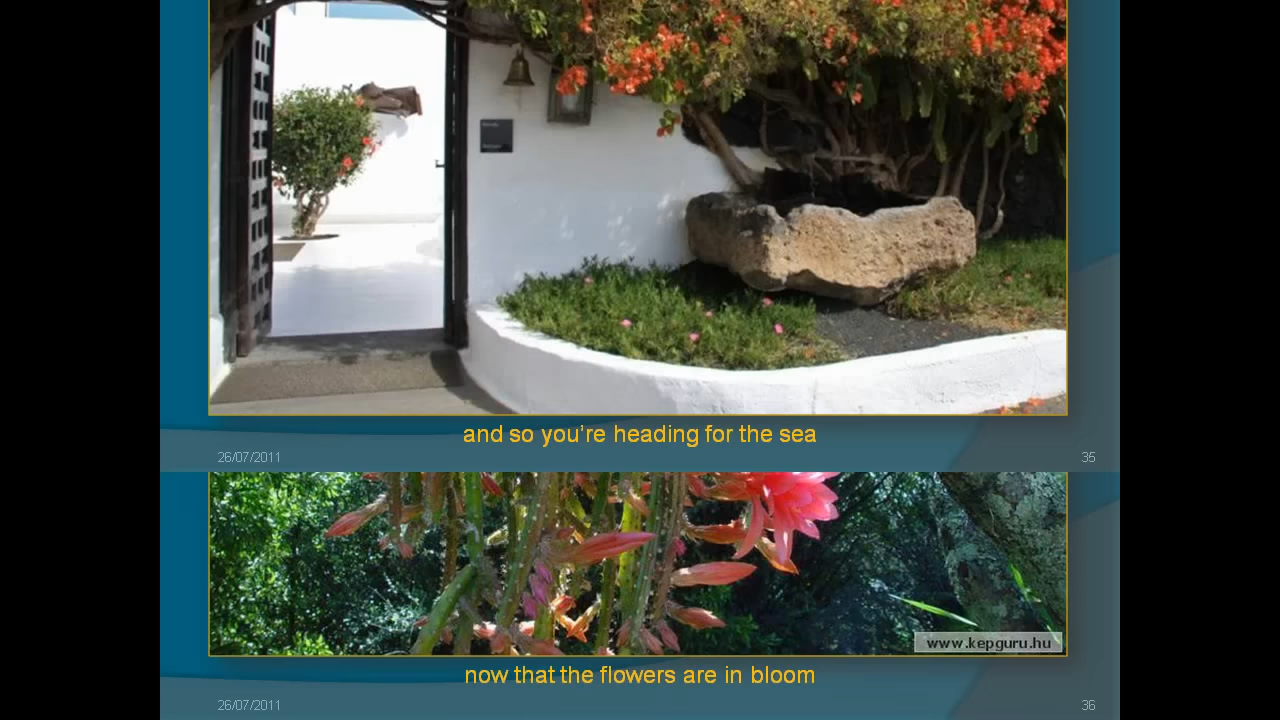 and so you’re heading for the sea
26/07/2011
35
www.kepguru.hu
now that the flowers are in bloom
26/07/2011
36